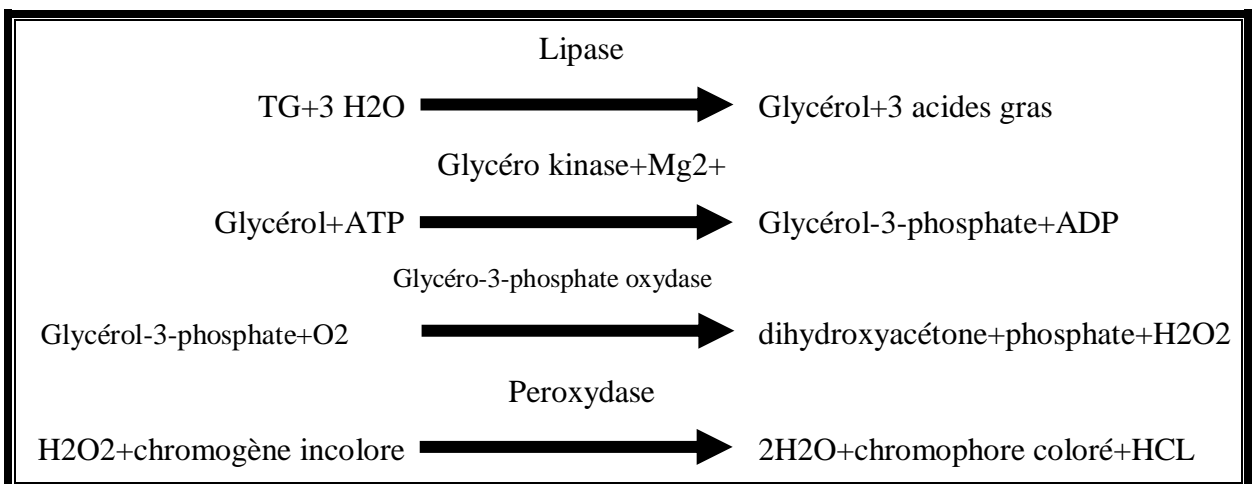 Lipase
TG+3 H2O Glycérol+3 acides gras
Glycéro kinase+Mg2+
Glycérol+ATP Glycérol-3-phosphate+ADP
Glycéro-3-phosphate oxydase
Glycérol-3-phosphate+O2 dihydroxyacétone+phosphate+H2O2
Peroxydase
H2O2+chromogène incolore 2H2O+chromophore coloré+HCL